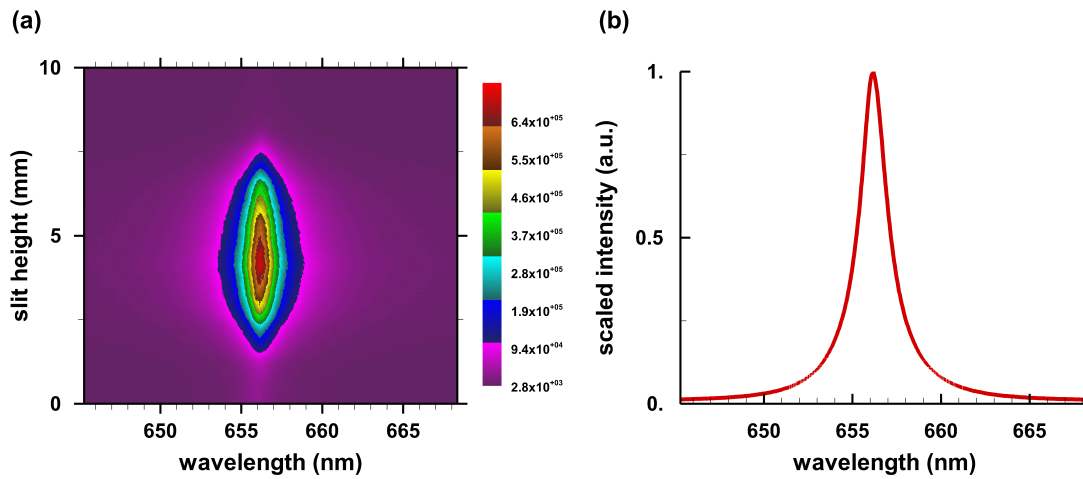 (a)
10
5
0
slit height (mm)
650 655 660 665
wavelength (nm)
6.4x10+05
5.5x10+05
4.6x10+05
3.7x10+05
2.8x10+05
1.9x10+05
9.4x10+04
2.8x10+03
(b)
1.
0.5
0.
scaled intensity (a.u.)
650 655 660 665
wavelength (nm)